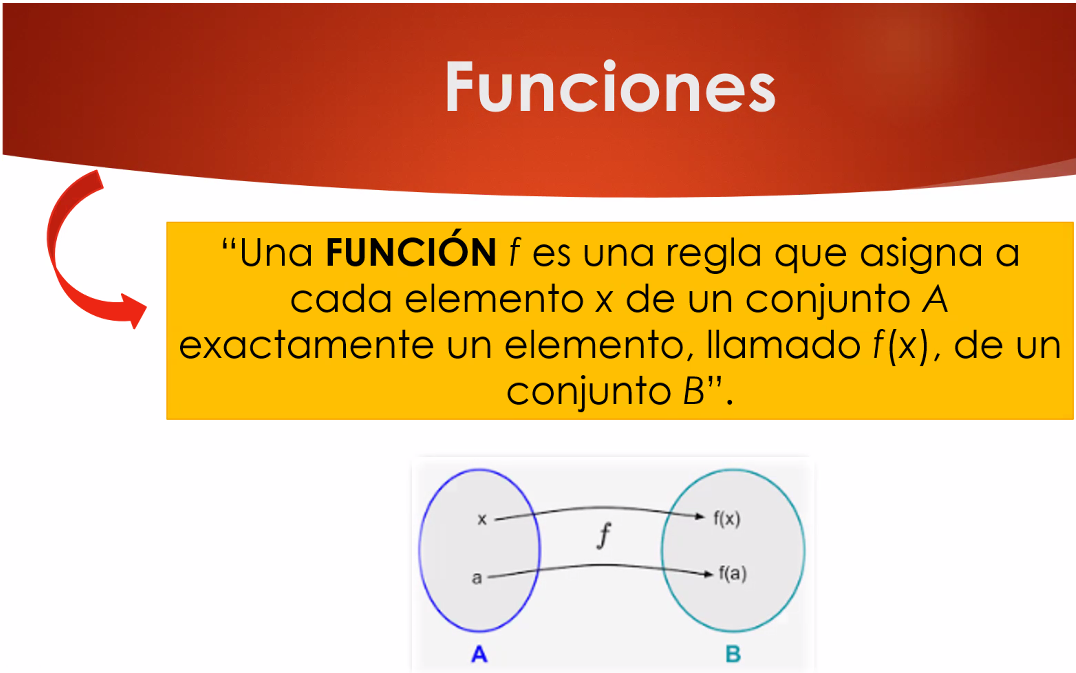 Funciones
“Una FUNCIÓN f es una regla que asigna a
cada elemento x de un conjunto A
exactamente un elemento, llamado f(x), de un
conjunto B”.
x f(x)
f
a f(a)
A B